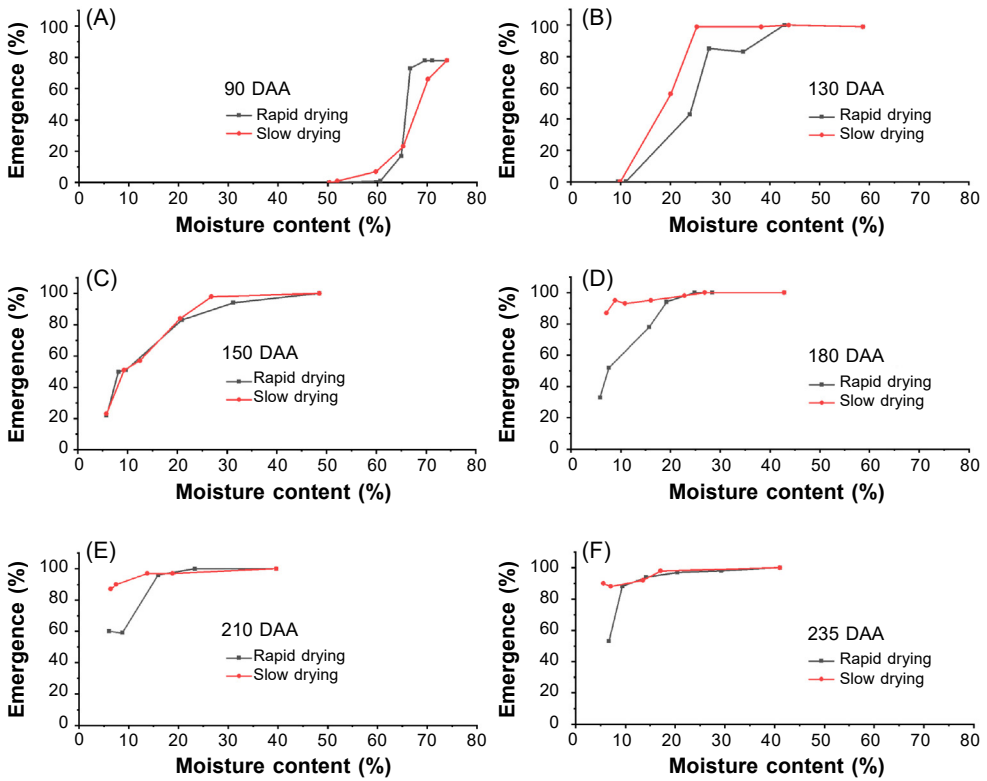 (A)
Emergence (%)
100
80
60
40
20
0
90 DAA
Rapid drying
Slow drying
0 10 20 30 40 50 60 70 80
Moisture content (%)
(B)
Emergence (%)
100
80
60
40
20
0
130 DAA
Rapid drying
Slow drying
0 10 20 30 40 50 60 70 80
Moisture content (%)
(C)
Emergence (%)
100
80
60
40
20
0
150 DAA
Rapid drying
Slow drying
0 10 20 30 40 50 60 70 80
Moisture content (%)
(D)
Emergence (%)
100
80
60
40
20
0
180 DAA
Rapid drying
Slow drying
0 10 20 30 40 50 60 70 80
Moisture content (%)
(E)
Emergence (%)
100
80
60
40
20
0
210 DAA
Rapid drying
Slow drying
0 10 20 30 40 50 60 70 80
Moisture content (%)
(F)
Emergence (%)
100
80
60
40
20
0
235 DAA
Rapid drying
Slow drying
0 10 20 30 40 50 60 70 80
Moisture content (%)